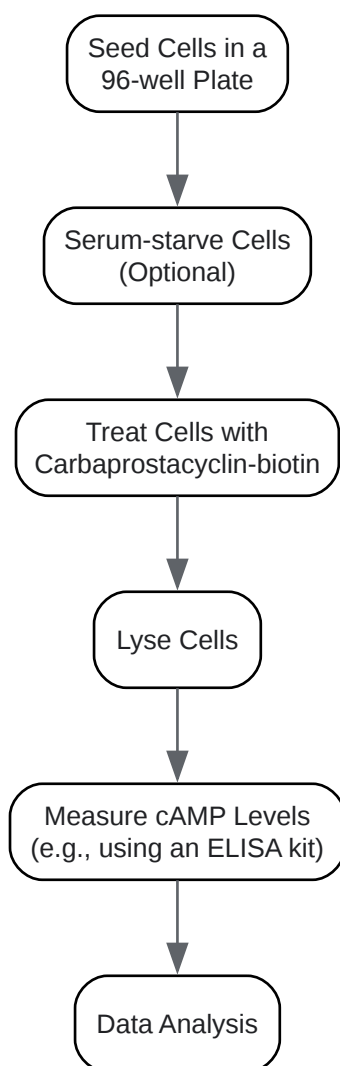 Seed Cells in a
96-well Plate
Serum-starve Cells
(Optional)
Treat Cells with
Carbaprostacyclin-biotin
Lyse Cells
Measure cAMP Levels
(e.g., using an ELISA kit)
Data Analysis